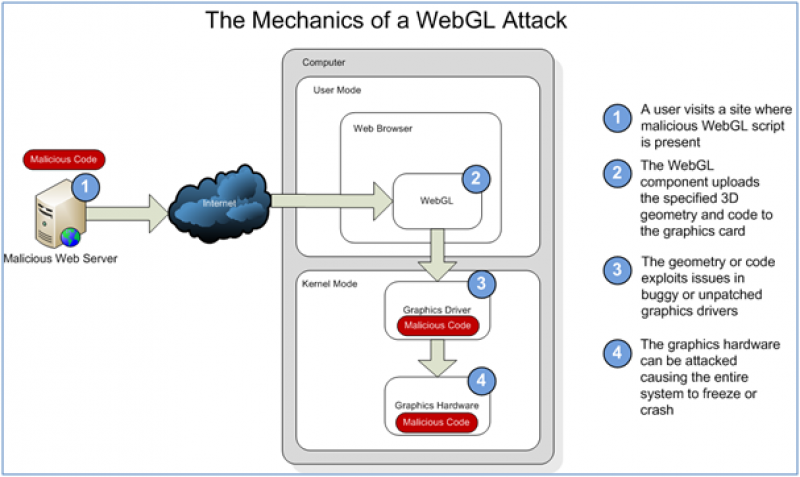 The Mechanics of a WebGL Attack
Computer
User Mode
Web Browser
Malicious Code
1
Malicious Web Server
Internet
2
WebGL
Kernel Mode
3
Graphics Driver
Malicious Code
4
Graphics Hardware
Malicious Code
1
A user visits a site where
malicious WebGL script
is present
2
The WebGL
component uploads
the specified 3D
geometry and code to
the graphics card
3
The geometry or code
exploits issues in
buggy or unpatched
graphics drivers
4
The graphics hardware
can be attacked
causing the entire
system to freeze or
crash